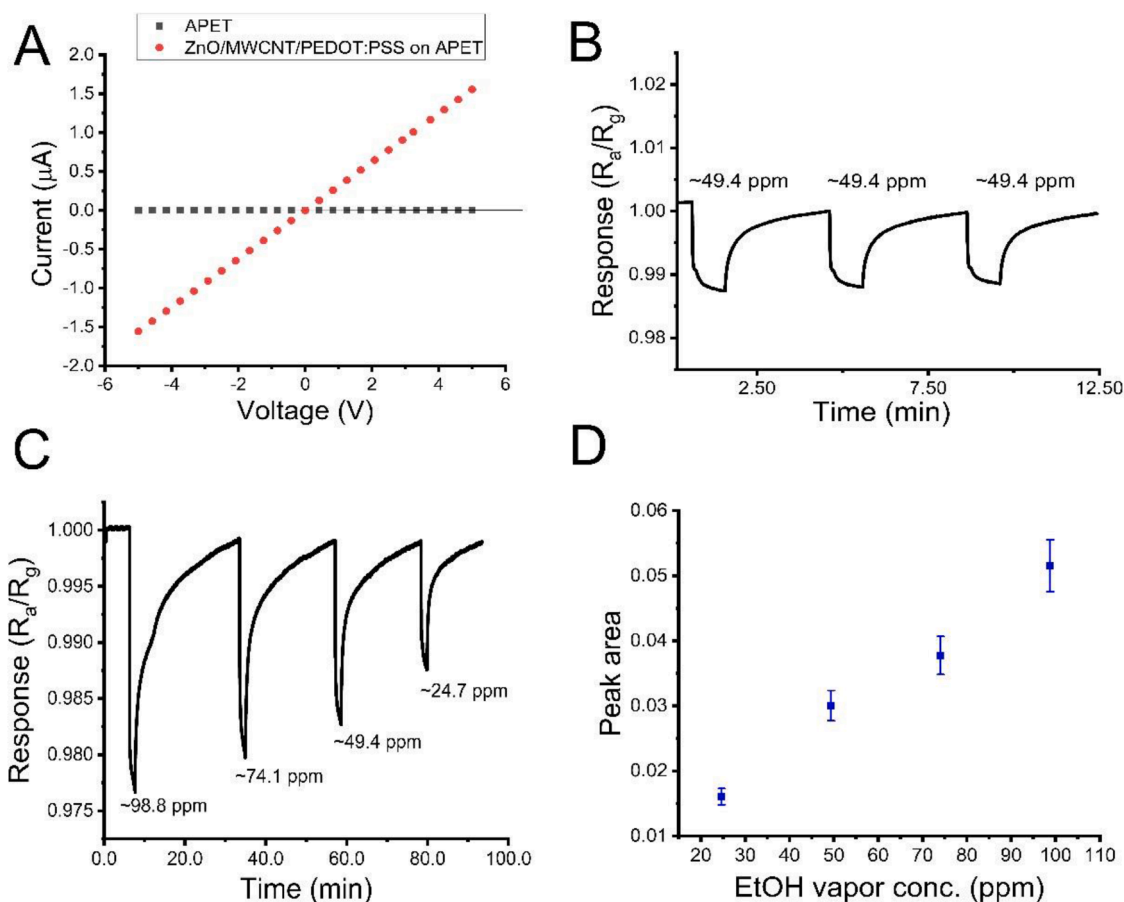 A
APET
ZnO/MWCNT/PEDOT:PSS on APET
2.0
1.5
1.0
0.5
0.0
-0.5
-1.0
-1.5
-2.0
Current (μA)
-6
-4
-2
0
2
4
6
Voltage (V)
B
1.02
1.01
1.00
0.99
0.98
Response (Ra/Rg)
~49.4 ppm
~49.4 ppm
~49.4 ppm
2.50
7.50
12.50
Time (min)
C
1.000
0.995
0.990
0.985
0.980
0.975
Response (Ra/Rg)
~98.8 ppm
~74.1 ppm
~49.4 ppm
~24.7 ppm
0.0
20.0
40.0
60.0
80.0
100.0
Time (min)
D
0.06
0.05
0.04
0.03
0.02
0.01
Peak area
20
30
40
50
60
70
80
90
100
110
EtOH vapor conc. (ppm)